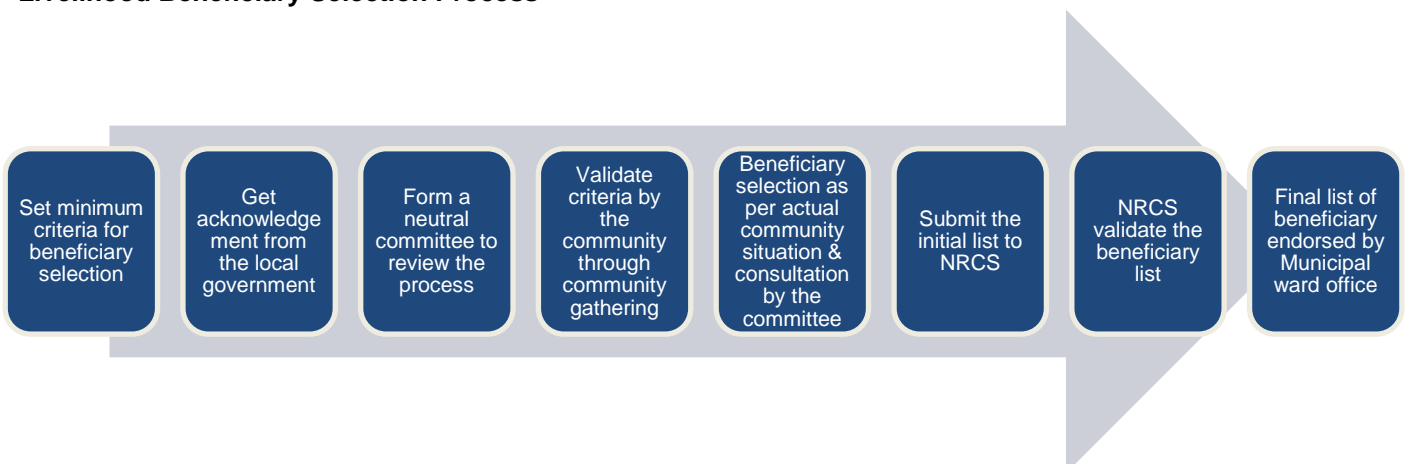 Livelihood Beneficiary Selection Process
Set minimum
criteria for
beneficiary
selection
Get
acknowledge
ment from
the local
government
Form a
neutral
committee to
review the
process
Validate
criteria by
the
community
through
community
gathering
Beneficiary
selection as
per actual
community
situation &
consultation
by the
committee
Submit the
initial list to
NRCS
NRCS
validate the
beneficiary
list
Final list of
beneficiary
endorsed by
Municipal
ward office